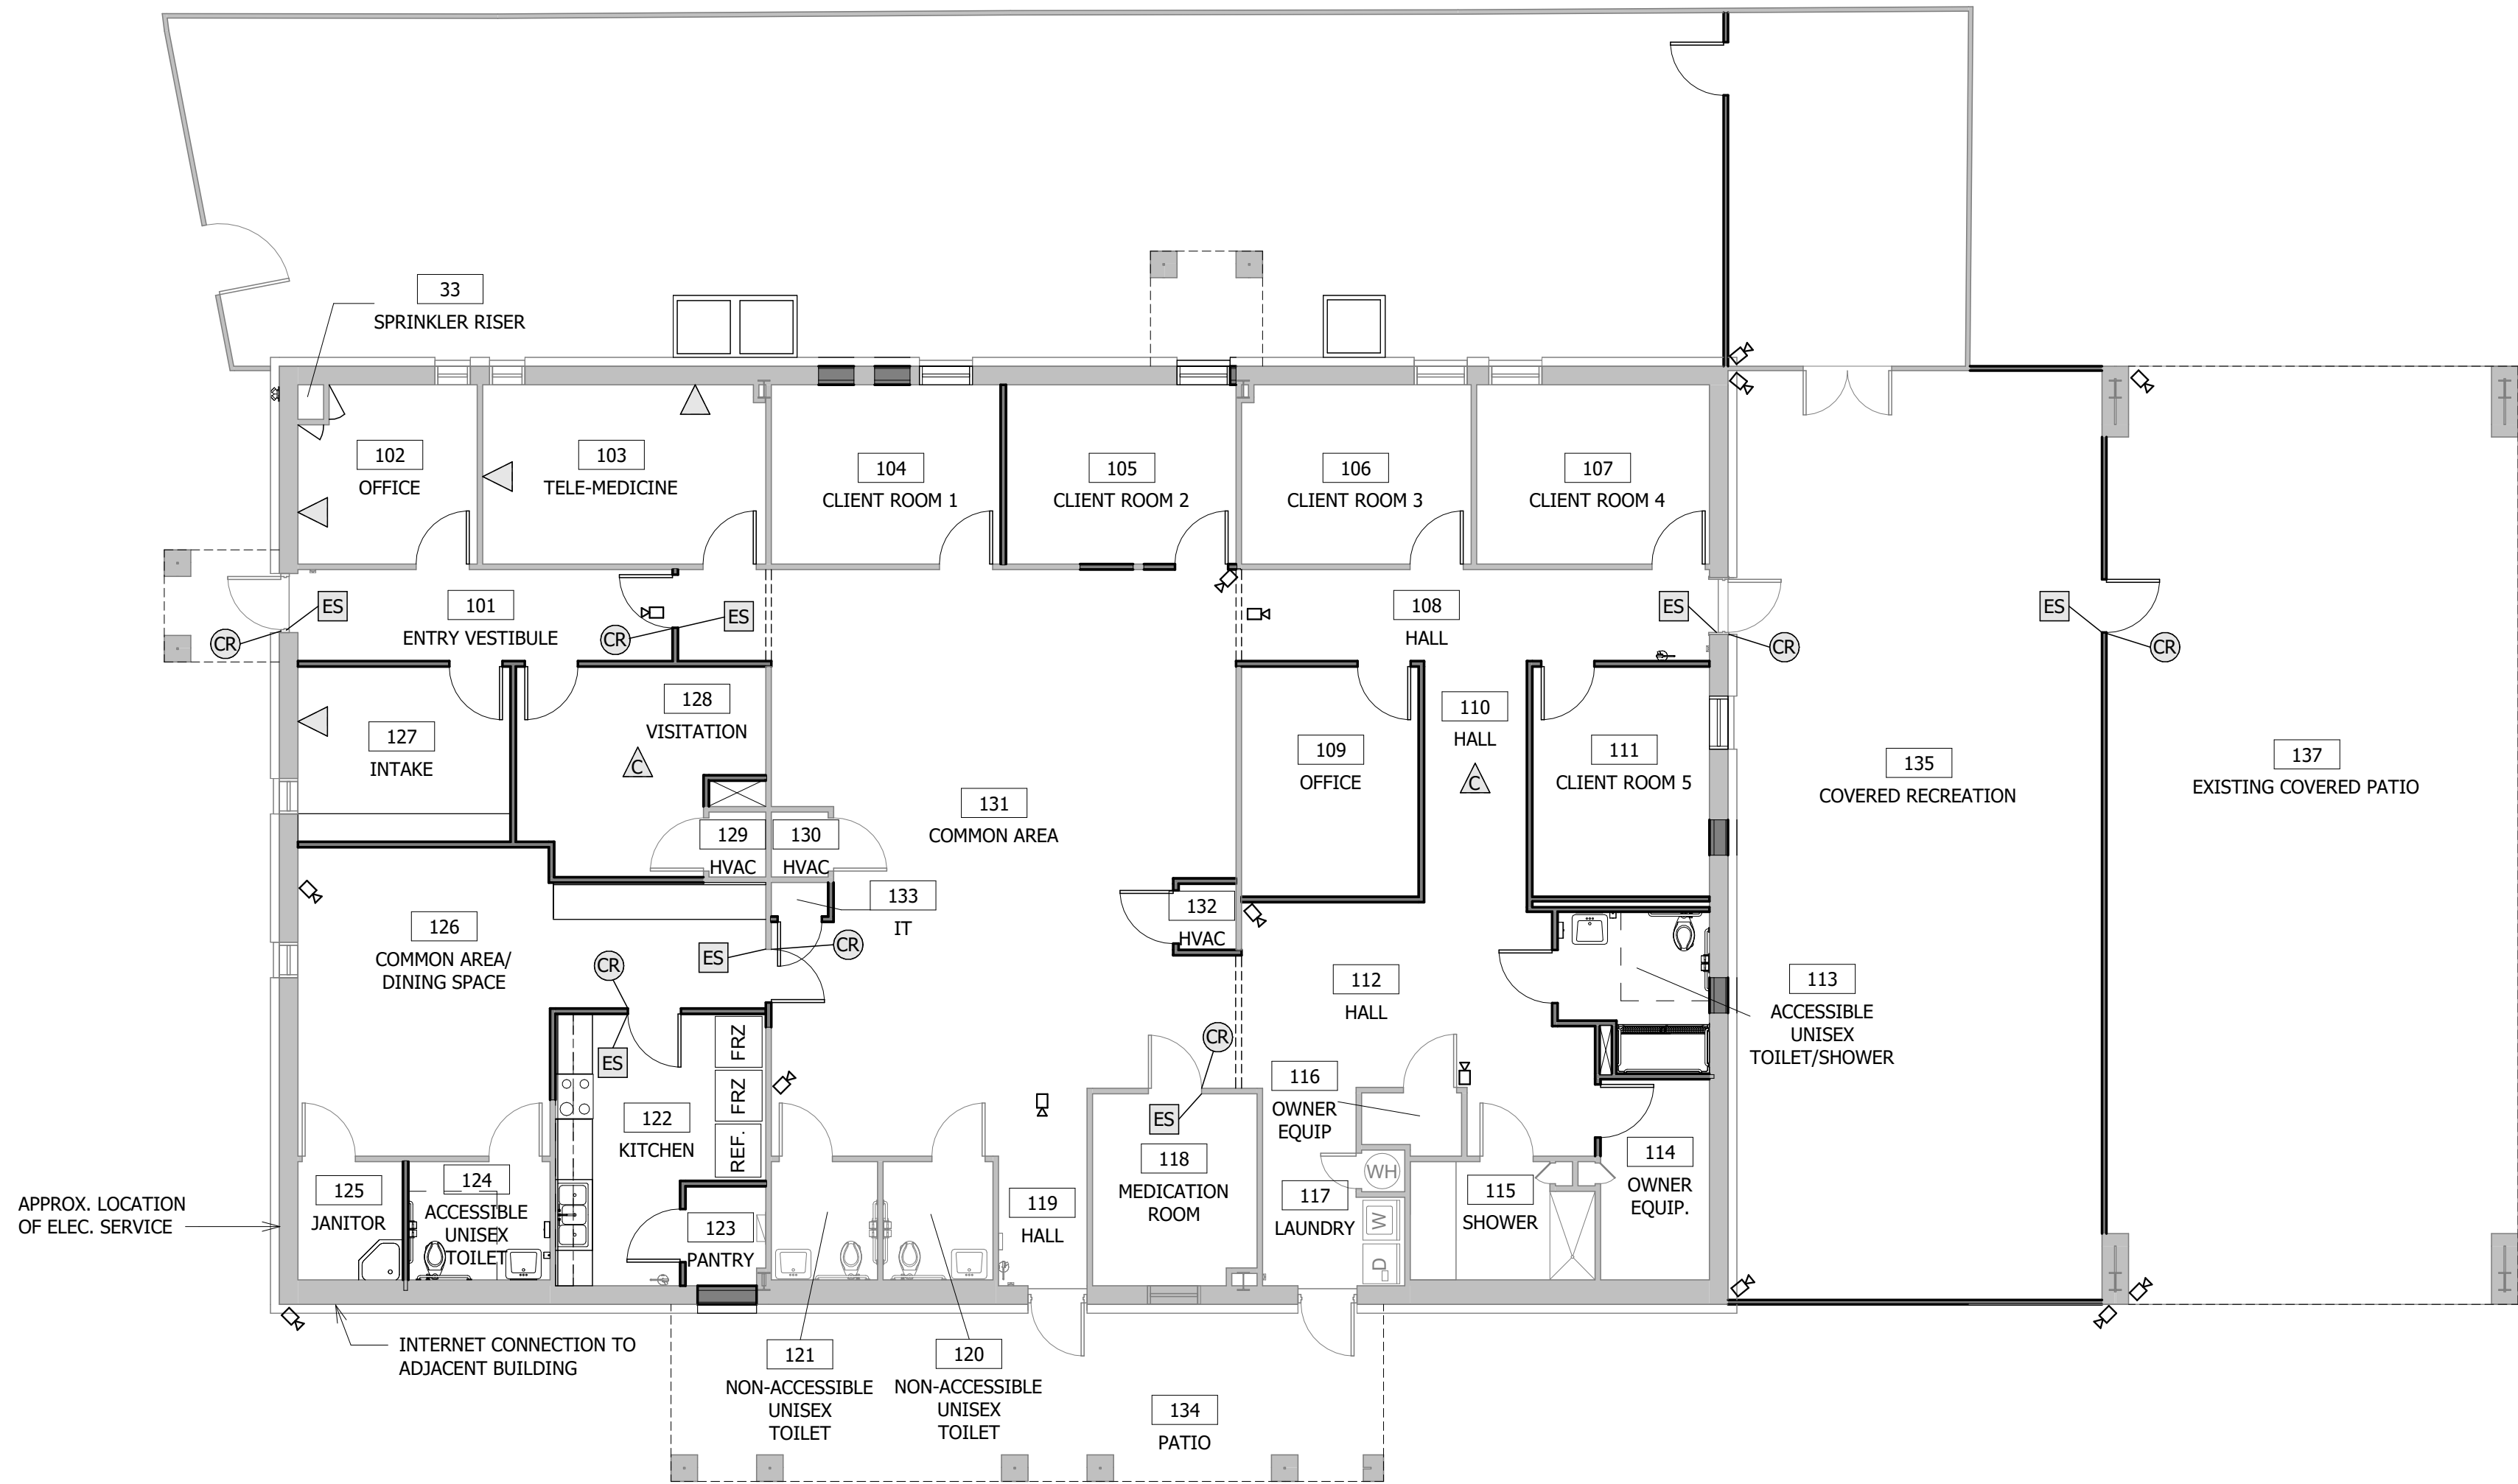 33
SPRINKLER RISER
102
OFFICE
103
TELE-MEDICINE
104
CLIENT ROOM 1
105
CLIENT ROOM 2
106
CLIENT ROOM 3
107
CLIENT ROOM 4
ES
CR
101
ENTRY VESTIBULE
CR
ES
108
HALL
ES
CR
ES
CR
127
INTAKE
128
VISITATION
C
129
HVAC
130
HVAC
131
COMMON AREA
109
OFFICE
110
HALL
C
111
CLIENT ROOM 5
135
COVERED RECREATION
137
EXISTING COVERED PATIO
133
IT
132
HVAC
126
COMMON AREA/
DINING SPACE
CR
ES
ES
CR
112
HALL
113
ACCESSIBLE
UNISEX
TOILET/SHOWER
FRZ
FRZ
REF.
122
KITCHEN
123
PANTRY
125
JANITOR
124
ACCESSIBLE
UNISEX
TOILET
119
HALL
CR
ES
118
MEDICATION
ROOM
116
OWNER
EQUIP
WH
117
LAUNDRY
W
D
115
SHOWER
114
OWNER
EQUIP.
APPROX. LOCATION
OF ELEC. SERVICE
INTERNET CONNECTION TO
ADJACENT BUILDING
121
NON-ACCESSIBLE
UNISEX
TOILET
120
NON-ACCESSIBLE
UNISEX
TOILET
134
PATIO